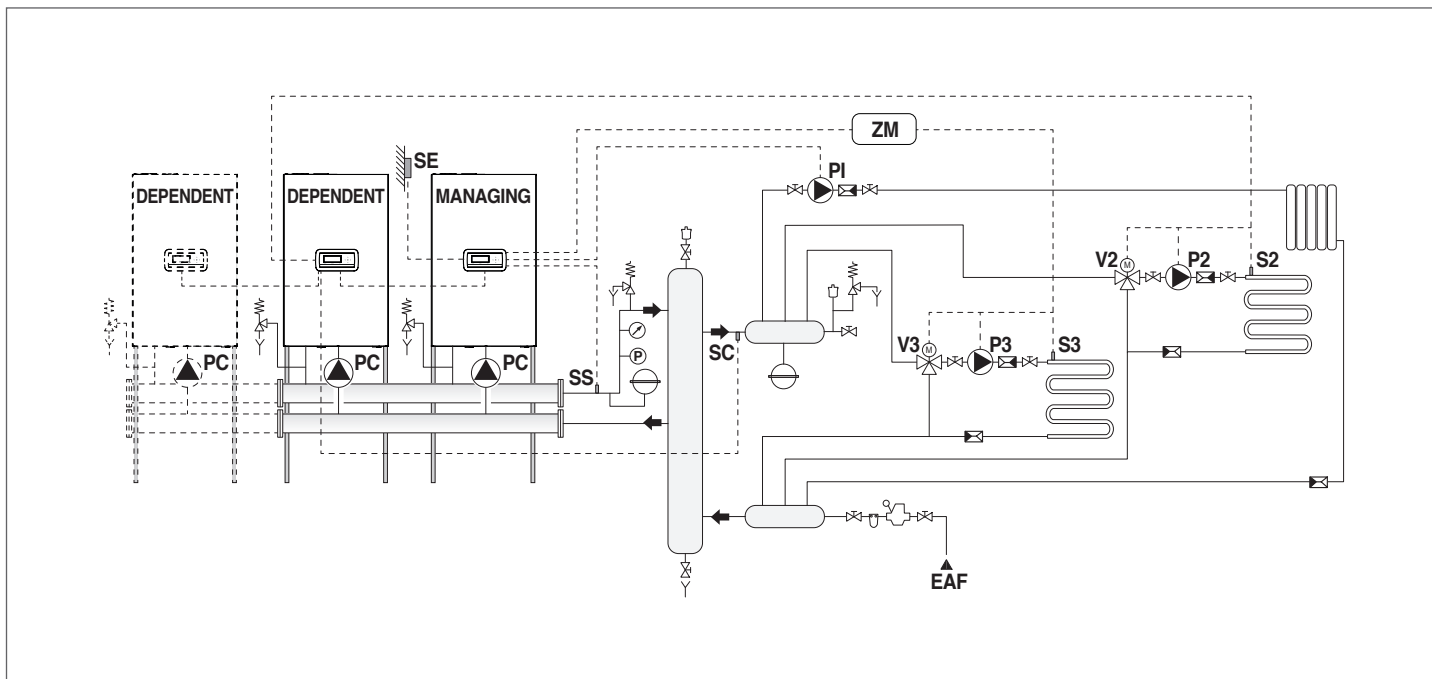 ZM
SE
PI
DEPENDENT
DEPENDENT
MANAGING
V2
M
P2
S2
SC
V3
M
P3
S3
P
PC
PC
PC
SS
EAF